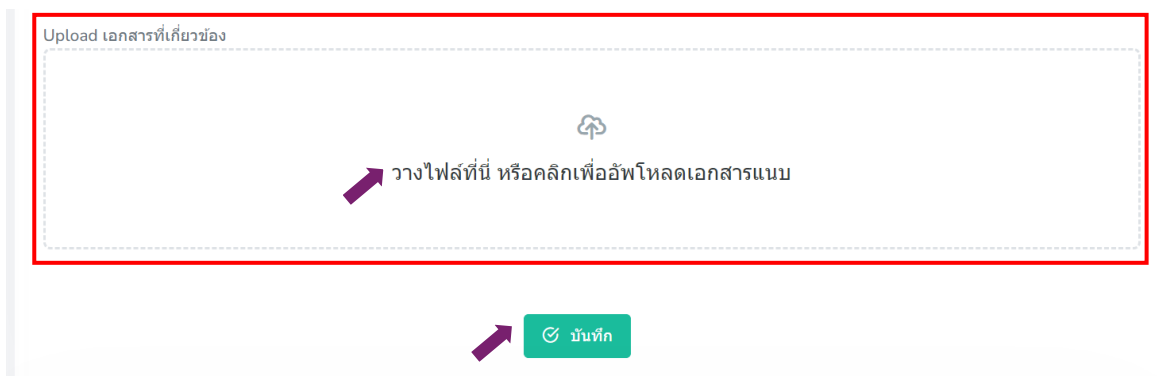 Upload เอกสารที่เกี่ยวข้อง
วางไฟล์ที่นี่ หรือคลิกเพื่ออัพโหลดเอกสารแนบ
บันทึก